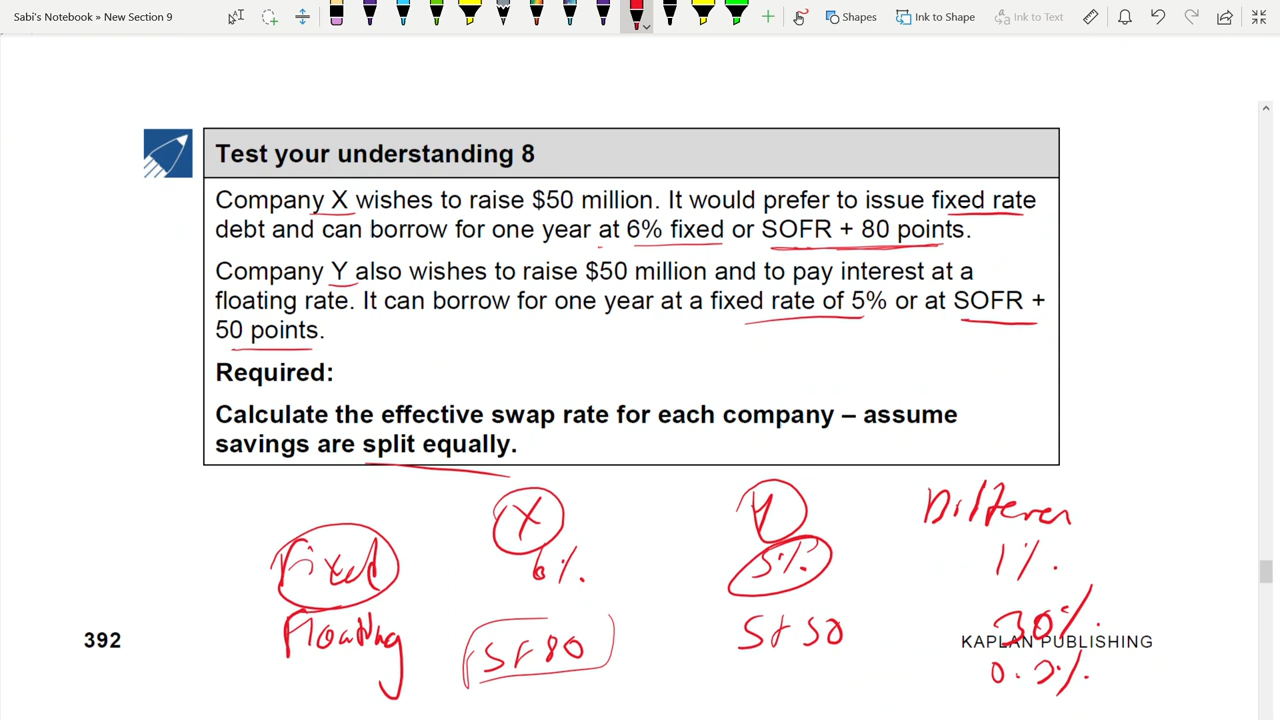 Sabi's Notebook » New Section 9
Shapes
Ink to Shape
Ink to Text
Test your understanding 8
Company X wishes to raise $50 million. It would prefer to issue fixed rate
debt and can borrow for one year at 6% fixed or SOFR + 80 points.
Company Y also wishes to raise $50 million and to pay interest at a
floating rate. It can borrow for one year at a fixed rate of 5% or at SOFR +
50 points.
Required:
Calculate the effective swap rate for each company – assume
savings are split equally.
X Y Differen
Fixed 6% 5% 1%
Floating S+80 S+50 30%
392 KAPLAN PUBLISHING
0.3%